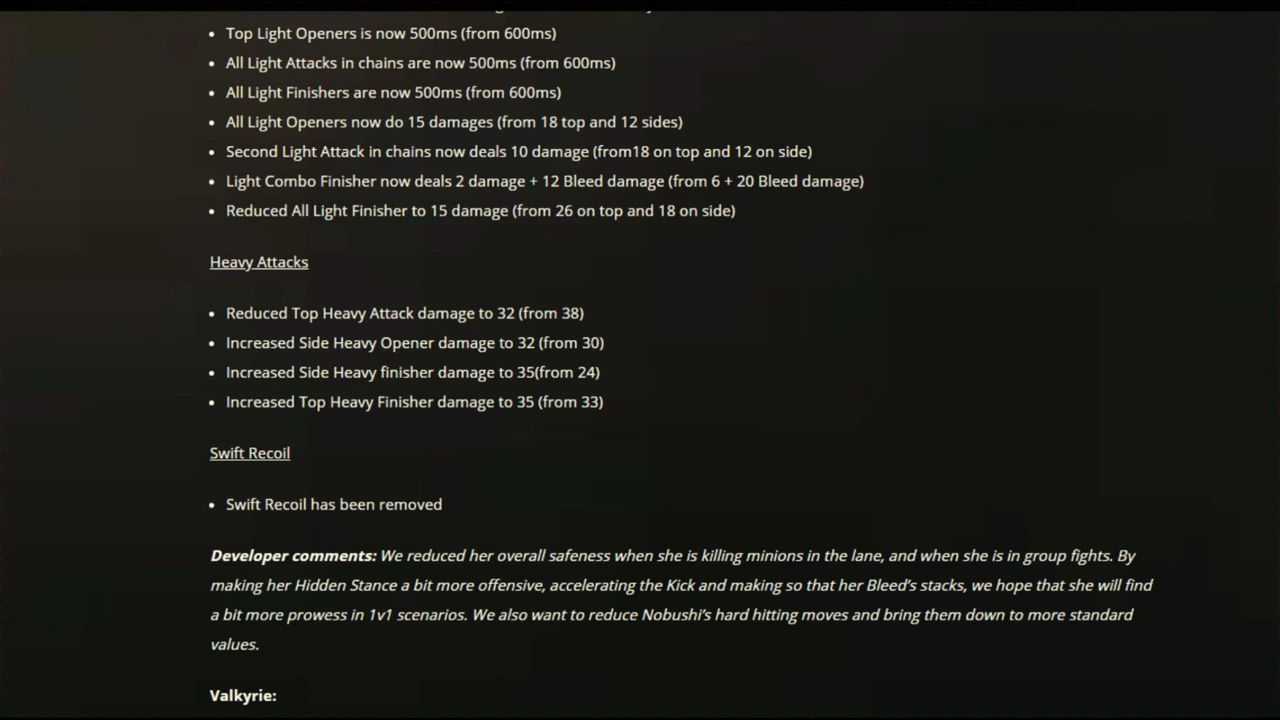 • Top Light Openers is now 500ms (from 600ms)
• All Light Attacks in chains are now 500ms (from 600ms)
• All Light Finishers are now 500ms (from 600ms)
• All Light Openers now do 15 damages (from 18 top and 12 sides)
• Second Light Attack in chains now deals 10 damage (from18 on top and 12 on side)
• Light Combo Finisher now deals 2 damage + 12 Bleed damage (from 6 + 20 Bleed damage)
• Reduced All Light Finisher to 15 damage (from 26 on top and 18 on side)
Heavy Attacks
• Reduced Top Heavy Attack damage to 32 (from 38)
• Increased Side Heavy Opener damage to 32 (from 30)
• Increased Side Heavy finisher damage to 35(from 24)
• Increased Top Heavy Finisher damage to 35 (from 33)
Swift Recoil
• Swift Recoil has been removed
Developer comments: We reduced her overall safeness when she is killing minions in the lane, and when she is in group fights. By
making her Hidden Stance a bit more offensive, accelerating the Kick and making so that her Bleed's stacks, we hope that she will find
a bit more prowess in 1v1 scenarios. We also want to reduce Nobushi's hard hitting moves and bring them down to more standard
values.
Valkyrie: